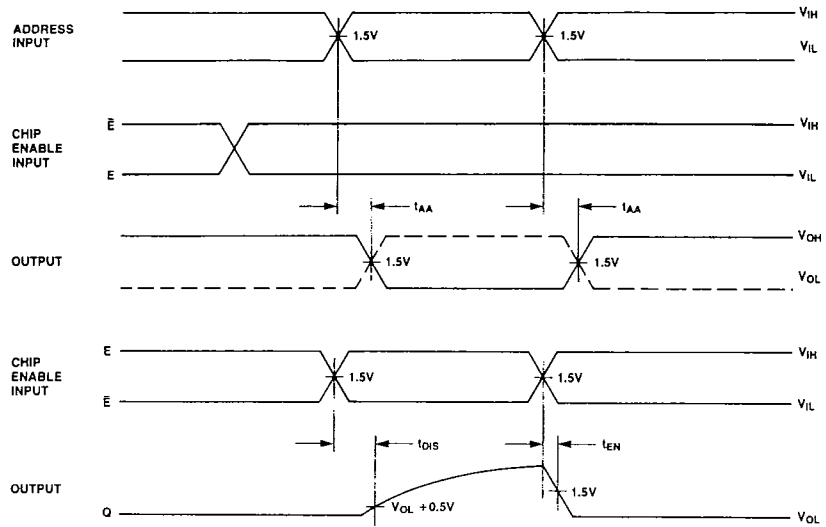 ADDRESS
INPUT
1.5V
1.5V
VIH
VIL
CHIP
ENABLE
INPUT
Ē
E
VIH
VIL
tAA
tAA
OUTPUT
1.5V
1.5V
VOH
VOL
CHIP
ENABLE
INPUT
E
Ē
1.5V
1.5V
VIH
VIL
tDIS
tEN
OUTPUT
Q
VOL + 0.5V
1.5V
VOL